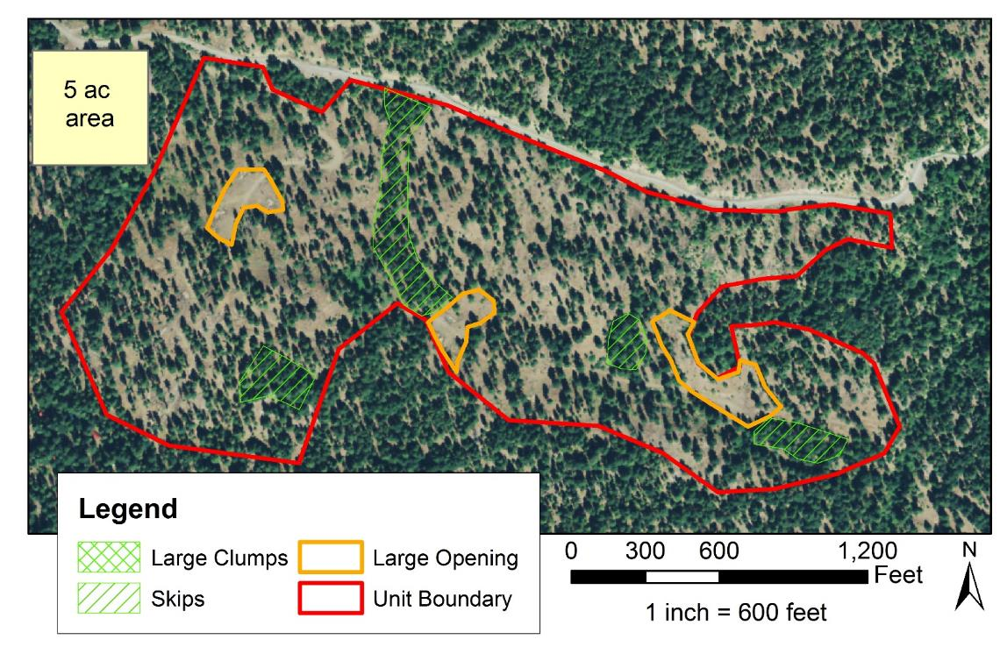 5 ac
area
Legend
Large Clumps
Large Opening
Skips
Unit Boundary
0 300 600 1,200
Feet
1 inch = 600 feet
N